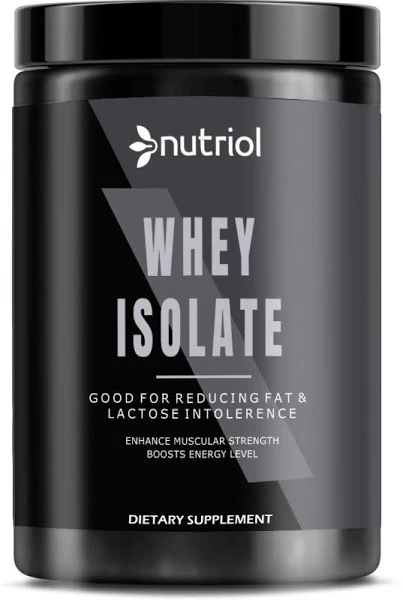 nutriol
WHEY
ISOLATE
GOOD FOR REDUCING FAT &
LACTOSE INTOLERENCE
ENHANCE MUSCULAR STRENGTH
BOOSTS ENERGY LEVEL
DIETARY SUPPLEMENT